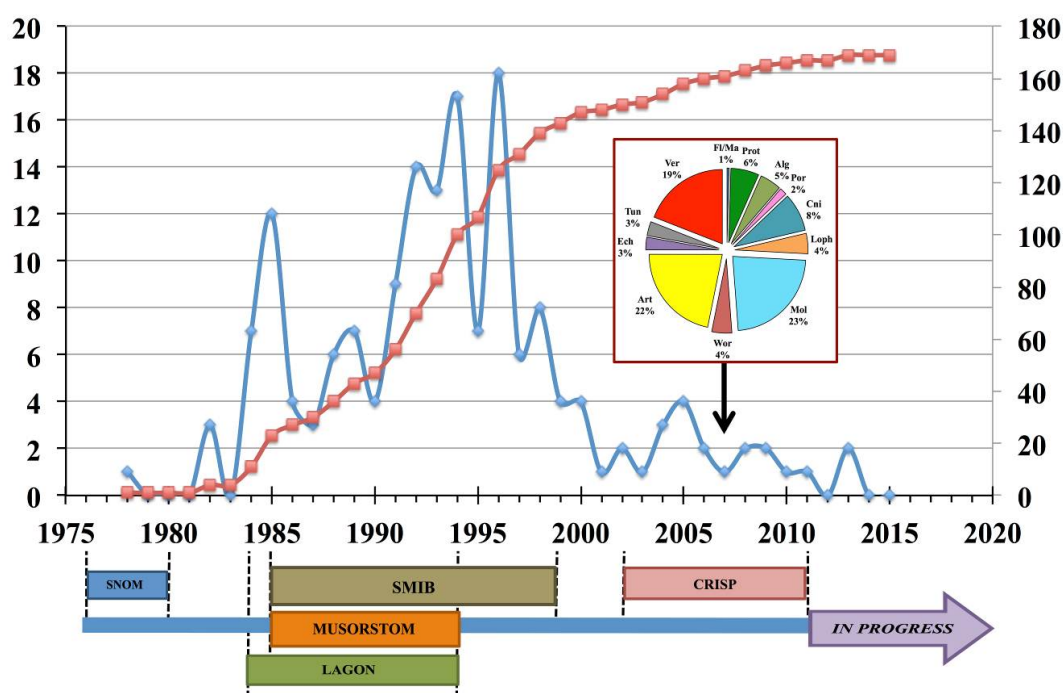 20 180
18 160
16 140
14 120
12 100
10 80
8 60
6 40
4 20
2 0
0
Fl/Ma
1%
Prot
6%
Alg
5%
Por
2%
Cni
8%
Loph
4%
Mol
23%
Wor
4%
Art
22%
Ech
3%
Tun
3%
Ver
19%
1975 1980 1985 1990 1995 2000 2005 2010 2015 2020
SNOM SMIB CRISP
MUSORSTOM IN PROGRESS
LAGON